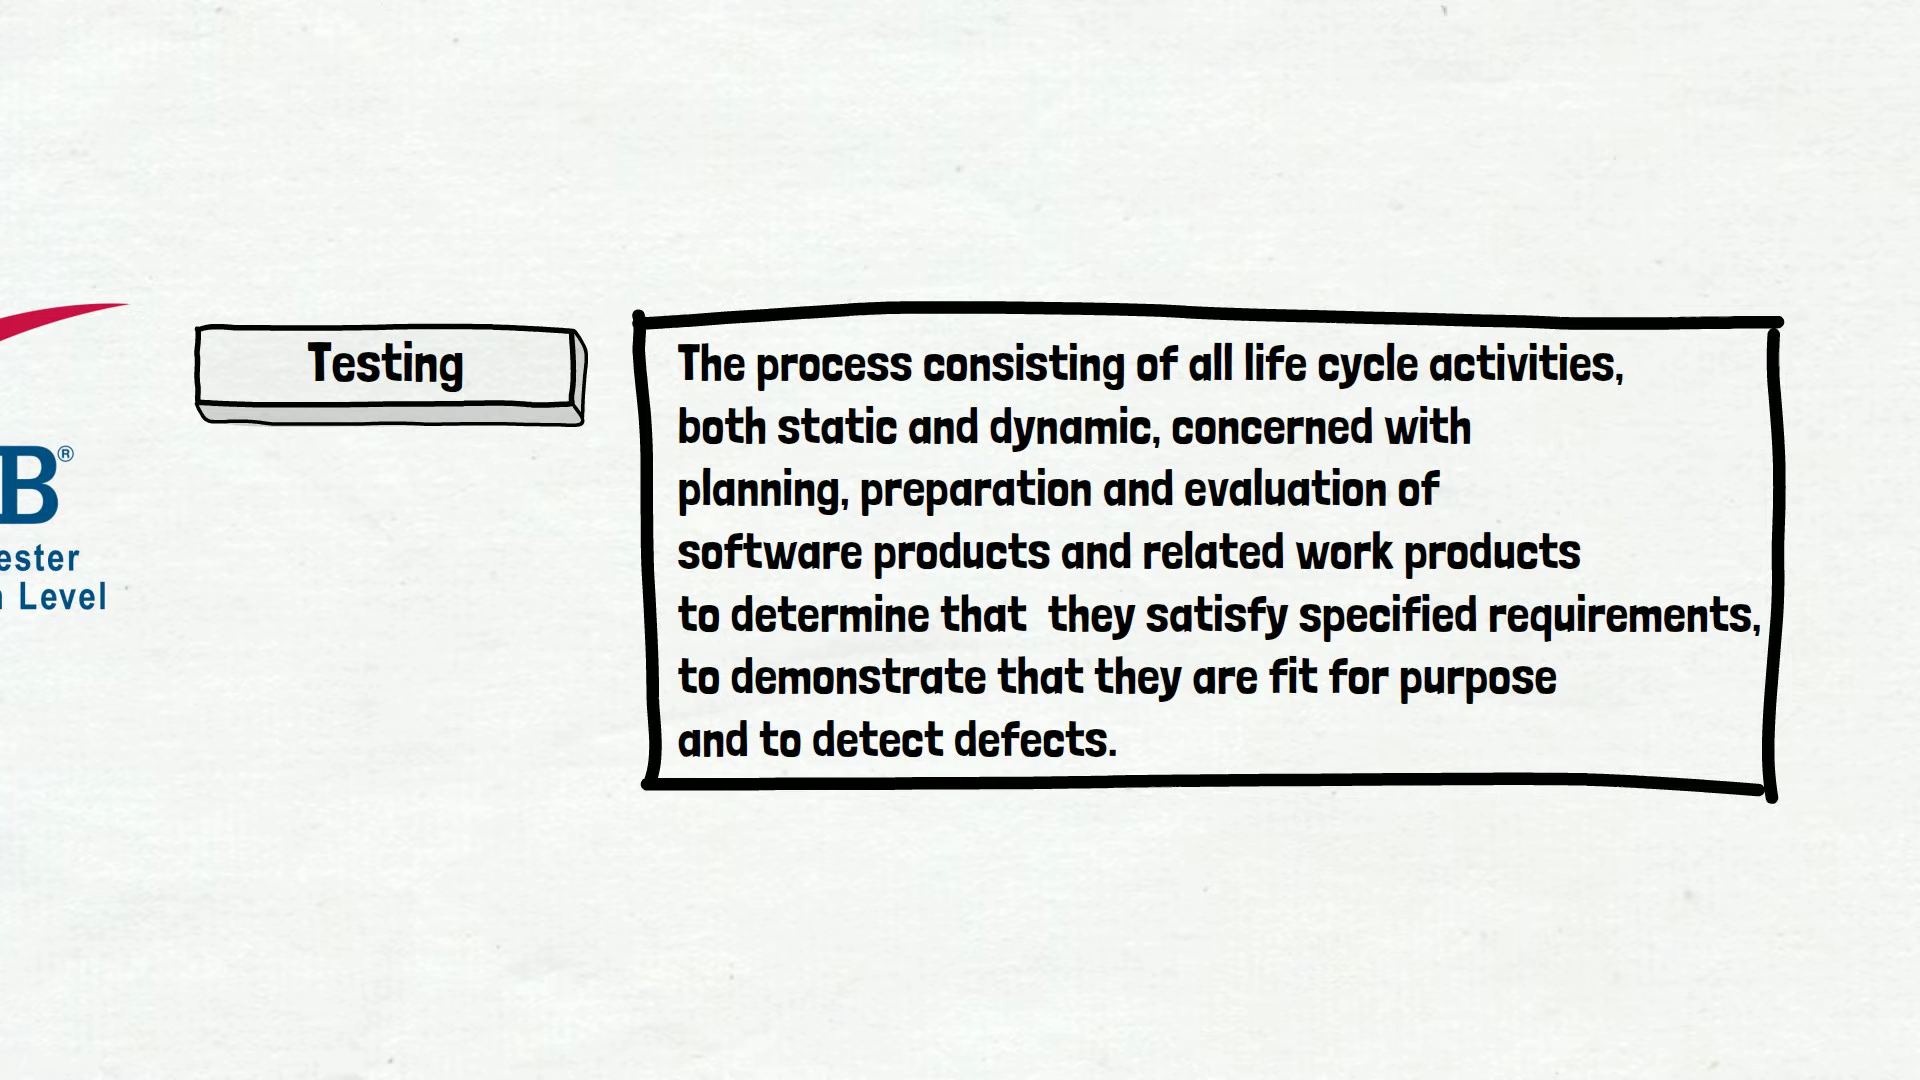 Testing
The process consisting of all life cycle activities,
both static and dynamic, concerned with
planning, preparation and evaluation of
software products and related work products
to determine that  they satisfy specified requirements,
to demonstrate that they are fit for purpose
and to detect defects.
B®
ester
Level